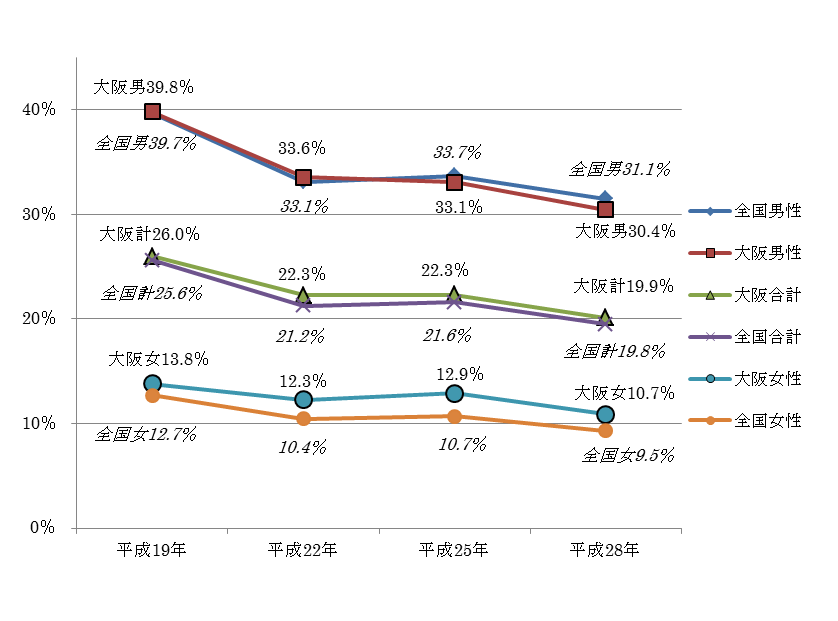 大阪男39.8%
40%
全国男39.7%
33.6%
33.7%
全国男31.1%
33.1%
33.1%
30%
大阪男30.4%
全国男性
大阪男性
大阪合計
全国合計
大阪女性
全国女性
大阪計26.0%
22.3%
22.3%
大阪計19.9%
全国計25.6%
20%
21.2%
21.6%
全国計19.8%
大阪女13.8%
12.3%
12.9%
大阪女10.7%
10%
全国女12.7%
10.4%
10.7%
全国女9.5%
0%
平成19年
平成22年
平成25年
平成28年